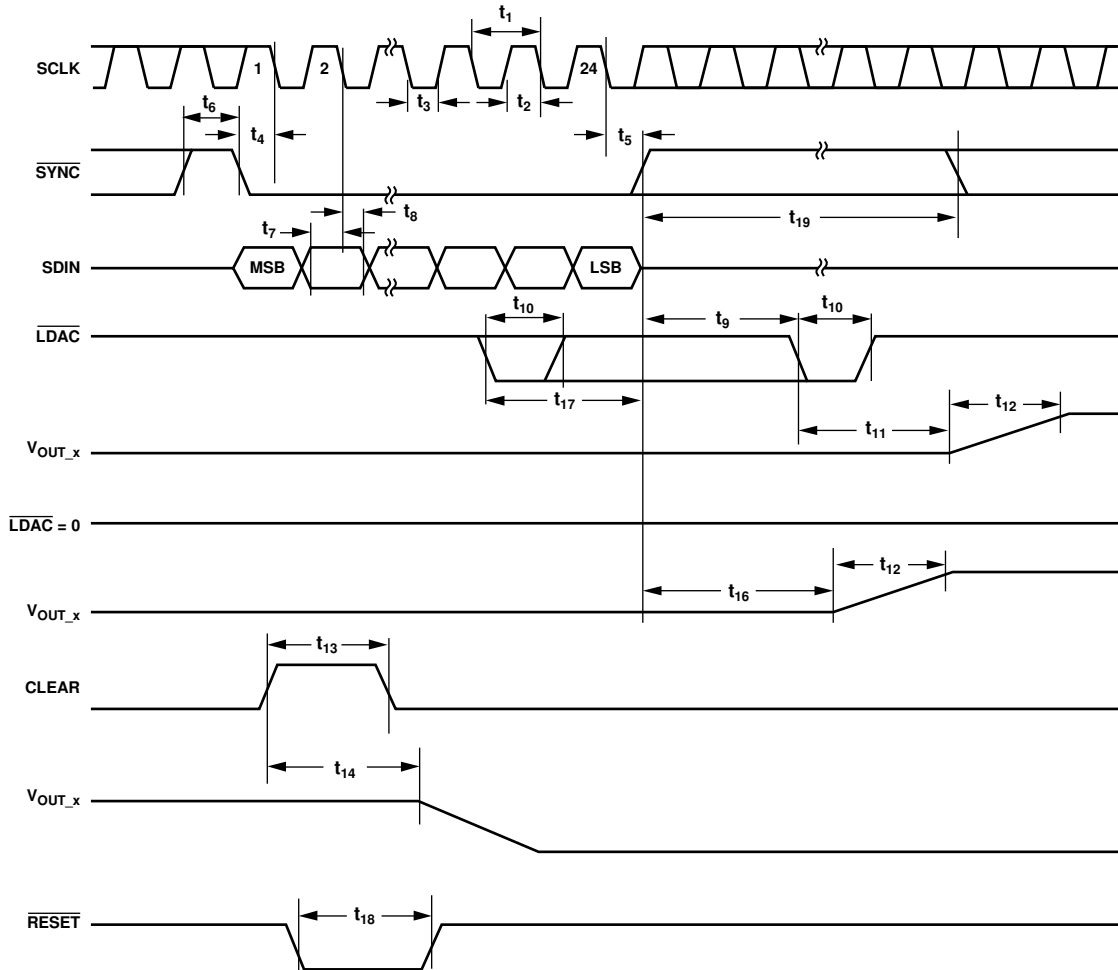 t1
SCLK
1
2
24
t3
t2
t6
t4
t5
SYNC
t19
t8
t7
SDIN
MSB
LSB
t10
t9
t10
LDAC
t17
t12
t11
VOUT_x
LDAC = 0
t12
t16
VOUT_x
t13
CLEAR
t14
VOUT_x
t18
RESET